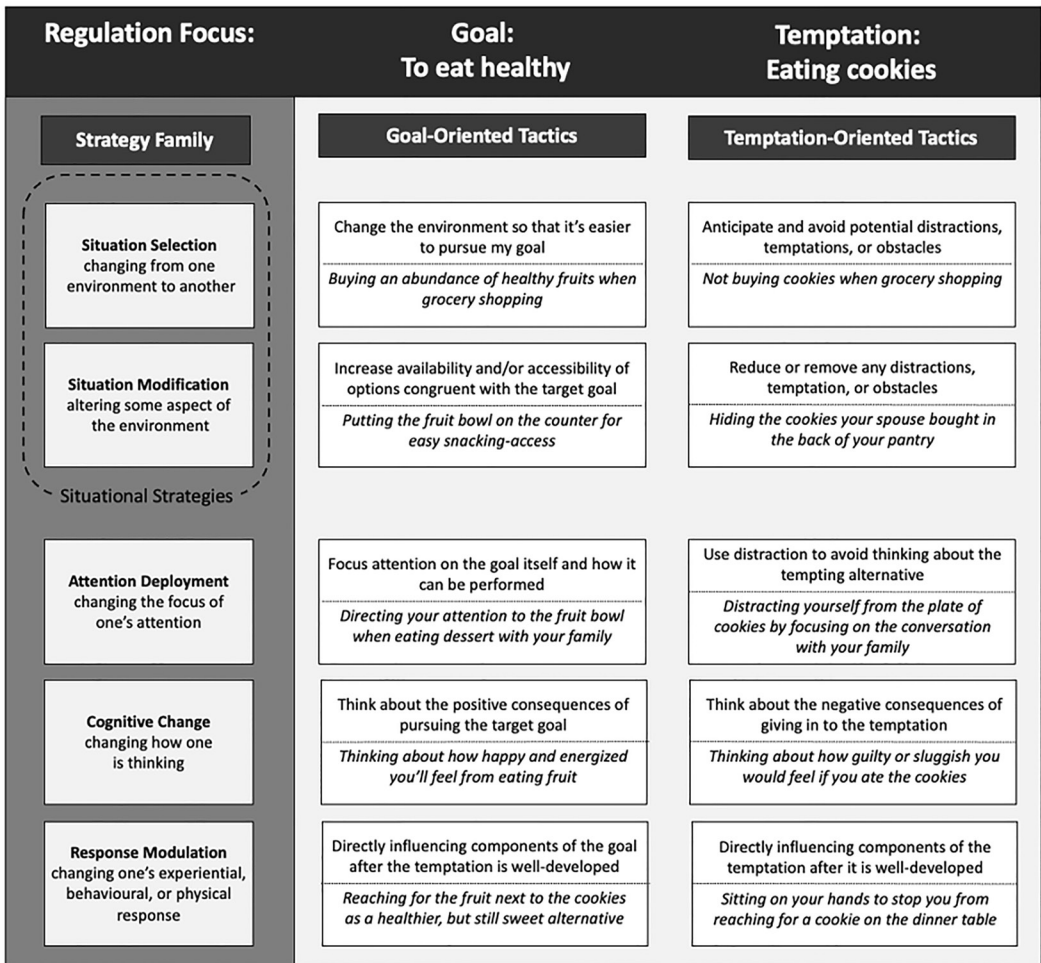 Regulation Focus:
Goal:
To eat healthy
Temptation:
Eating cookies
Strategy Family
Goal-Oriented Tactics
Temptation-Oriented Tactics
Situation Selection
changing from one
environment to another
Change the environment so that it's easier
to pursue my goal
Buying an abundance of healthy fruits when
grocery shopping
Anticipate and avoid potential distractions,
temptations, or obstacles
Not buying cookies when grocery shopping
Situation Modification
altering some aspect of
the environment
Increase availability and/or accessibility of
options congruent with the target goal
Putting the fruit bowl on the counter for
easy snacking-access
Reduce or remove any distractions,
temptation, or obstacles
Hiding the cookies your spouse bought in
the back of your pantry
Situational Strategies
Attention Deployment
changing the focus of
one's attention
Focus attention on the goal itself and how it
can be performed
Directing your attention to the fruit bowl
when eating dessert with your family
Use distraction to avoid thinking about the
tempting alternative
Distracting yourself from the plate of
cookies by focusing on the conversation
with your family
Cognitive Change
changing how one
is thinking
Think about the positive consequences of
pursuing the target goal
Thinking about how happy and energized
you'll feel from eating fruit
Think about the negative consequences of
giving in to the temptation
Thinking about how guilty or sluggish you
would feel if you ate the cookies
Response Modulation
changing one's experiential,
behavioural, or physical
response
Directly influencing components of the goal
after the temptation is well-developed
Reaching for the fruit next to the cookies
as a healthier, but still sweet alternative
Directly influencing components of the
temptation after it is well-developed
Sitting on your hands to stop you from
reaching for a cookie on the dinner table